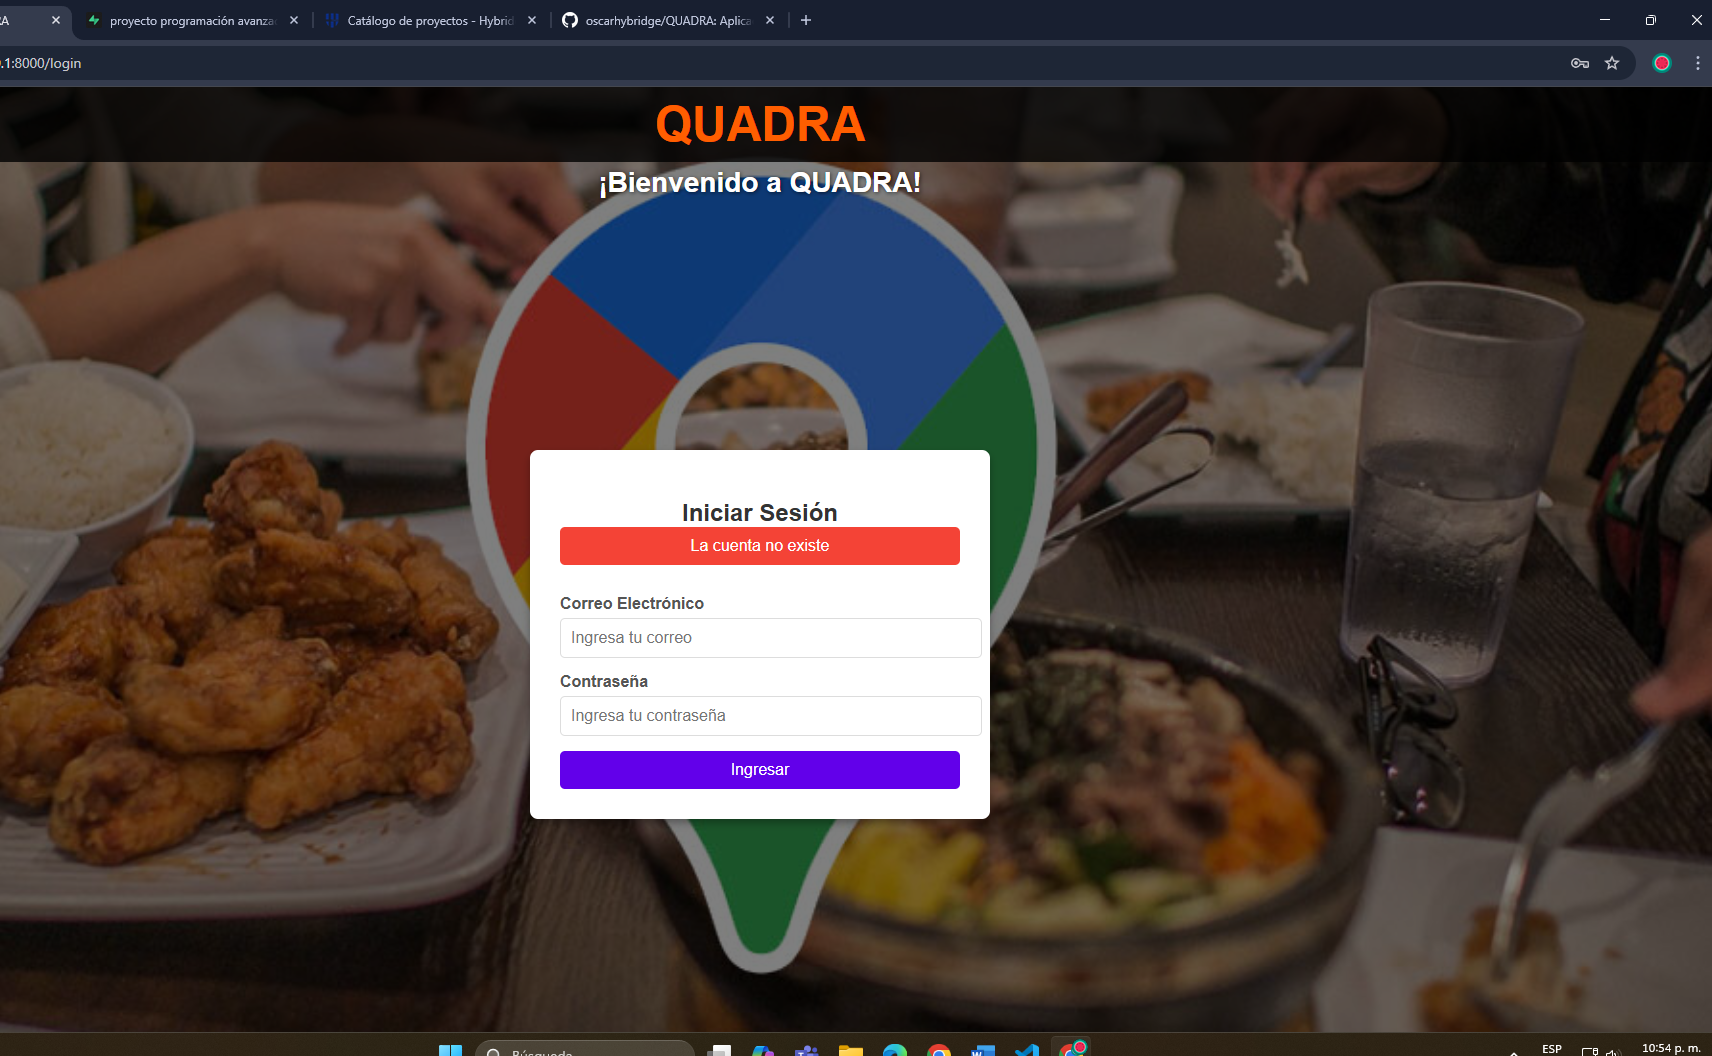 A
proyecto programación avanza
Catálogo de proyectos - Hybrid
oscarhybridge/QUADRA: Aplica
.1:8000/login
QUADRA
¡Bienvenido a QUADRA!
Iniciar Sesión
La cuenta no existe
Correo Electrónico
Ingresa tu correo
Contraseña
Ingresa tu contraseña
Ingresar
Búsqueda
ESP
10:54 p. m.